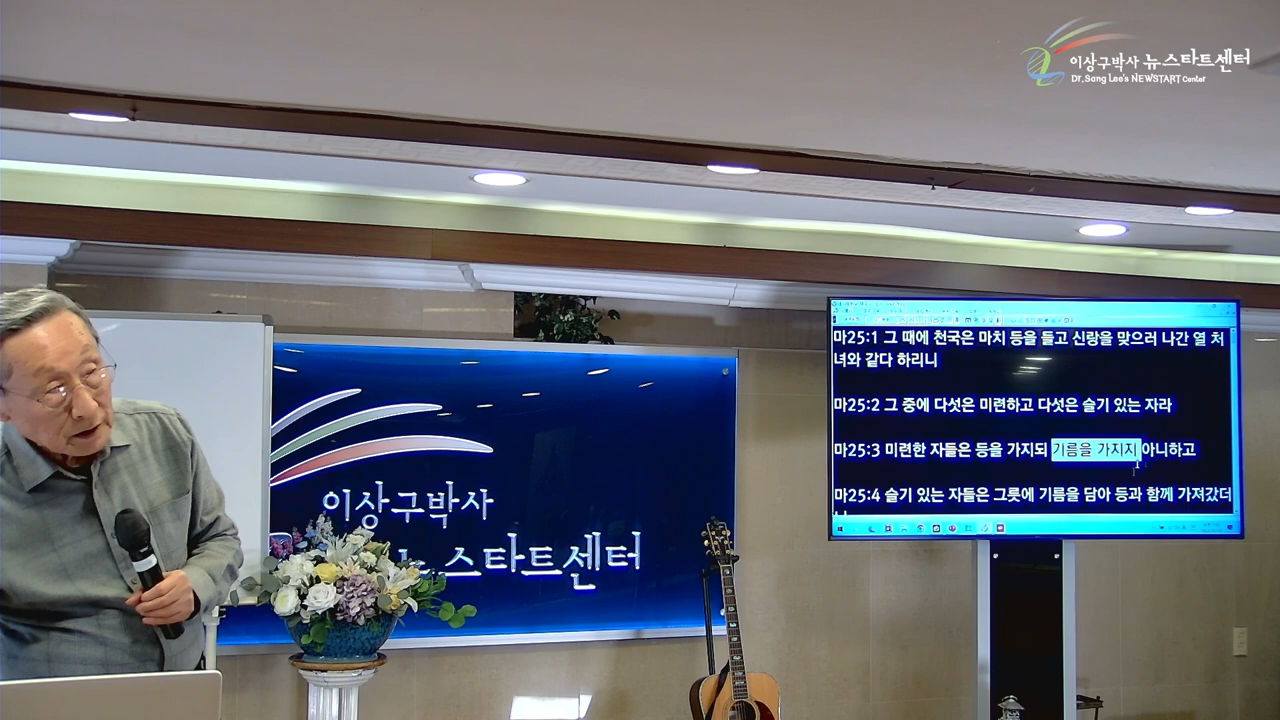 이상구박사 뉴스타트센터
Dr. Sang Lee's NEWSTART Center
이상구박사
뉴스타트센터
마25:1 그 때에 천국은 마치 등을 들고 신랑을 맞으러 나간 열 처
녀와 같다 하리니
마25:2 그 중에 다섯은 미련하고 다섯은 슬기 있는 자라
마25:3 미련한 자들은 등을 가지되 기름을 가지지 아니하고
마25:4 슬기 있는 자들은 그릇에 기름을 담아 등과 함께 가져갔더